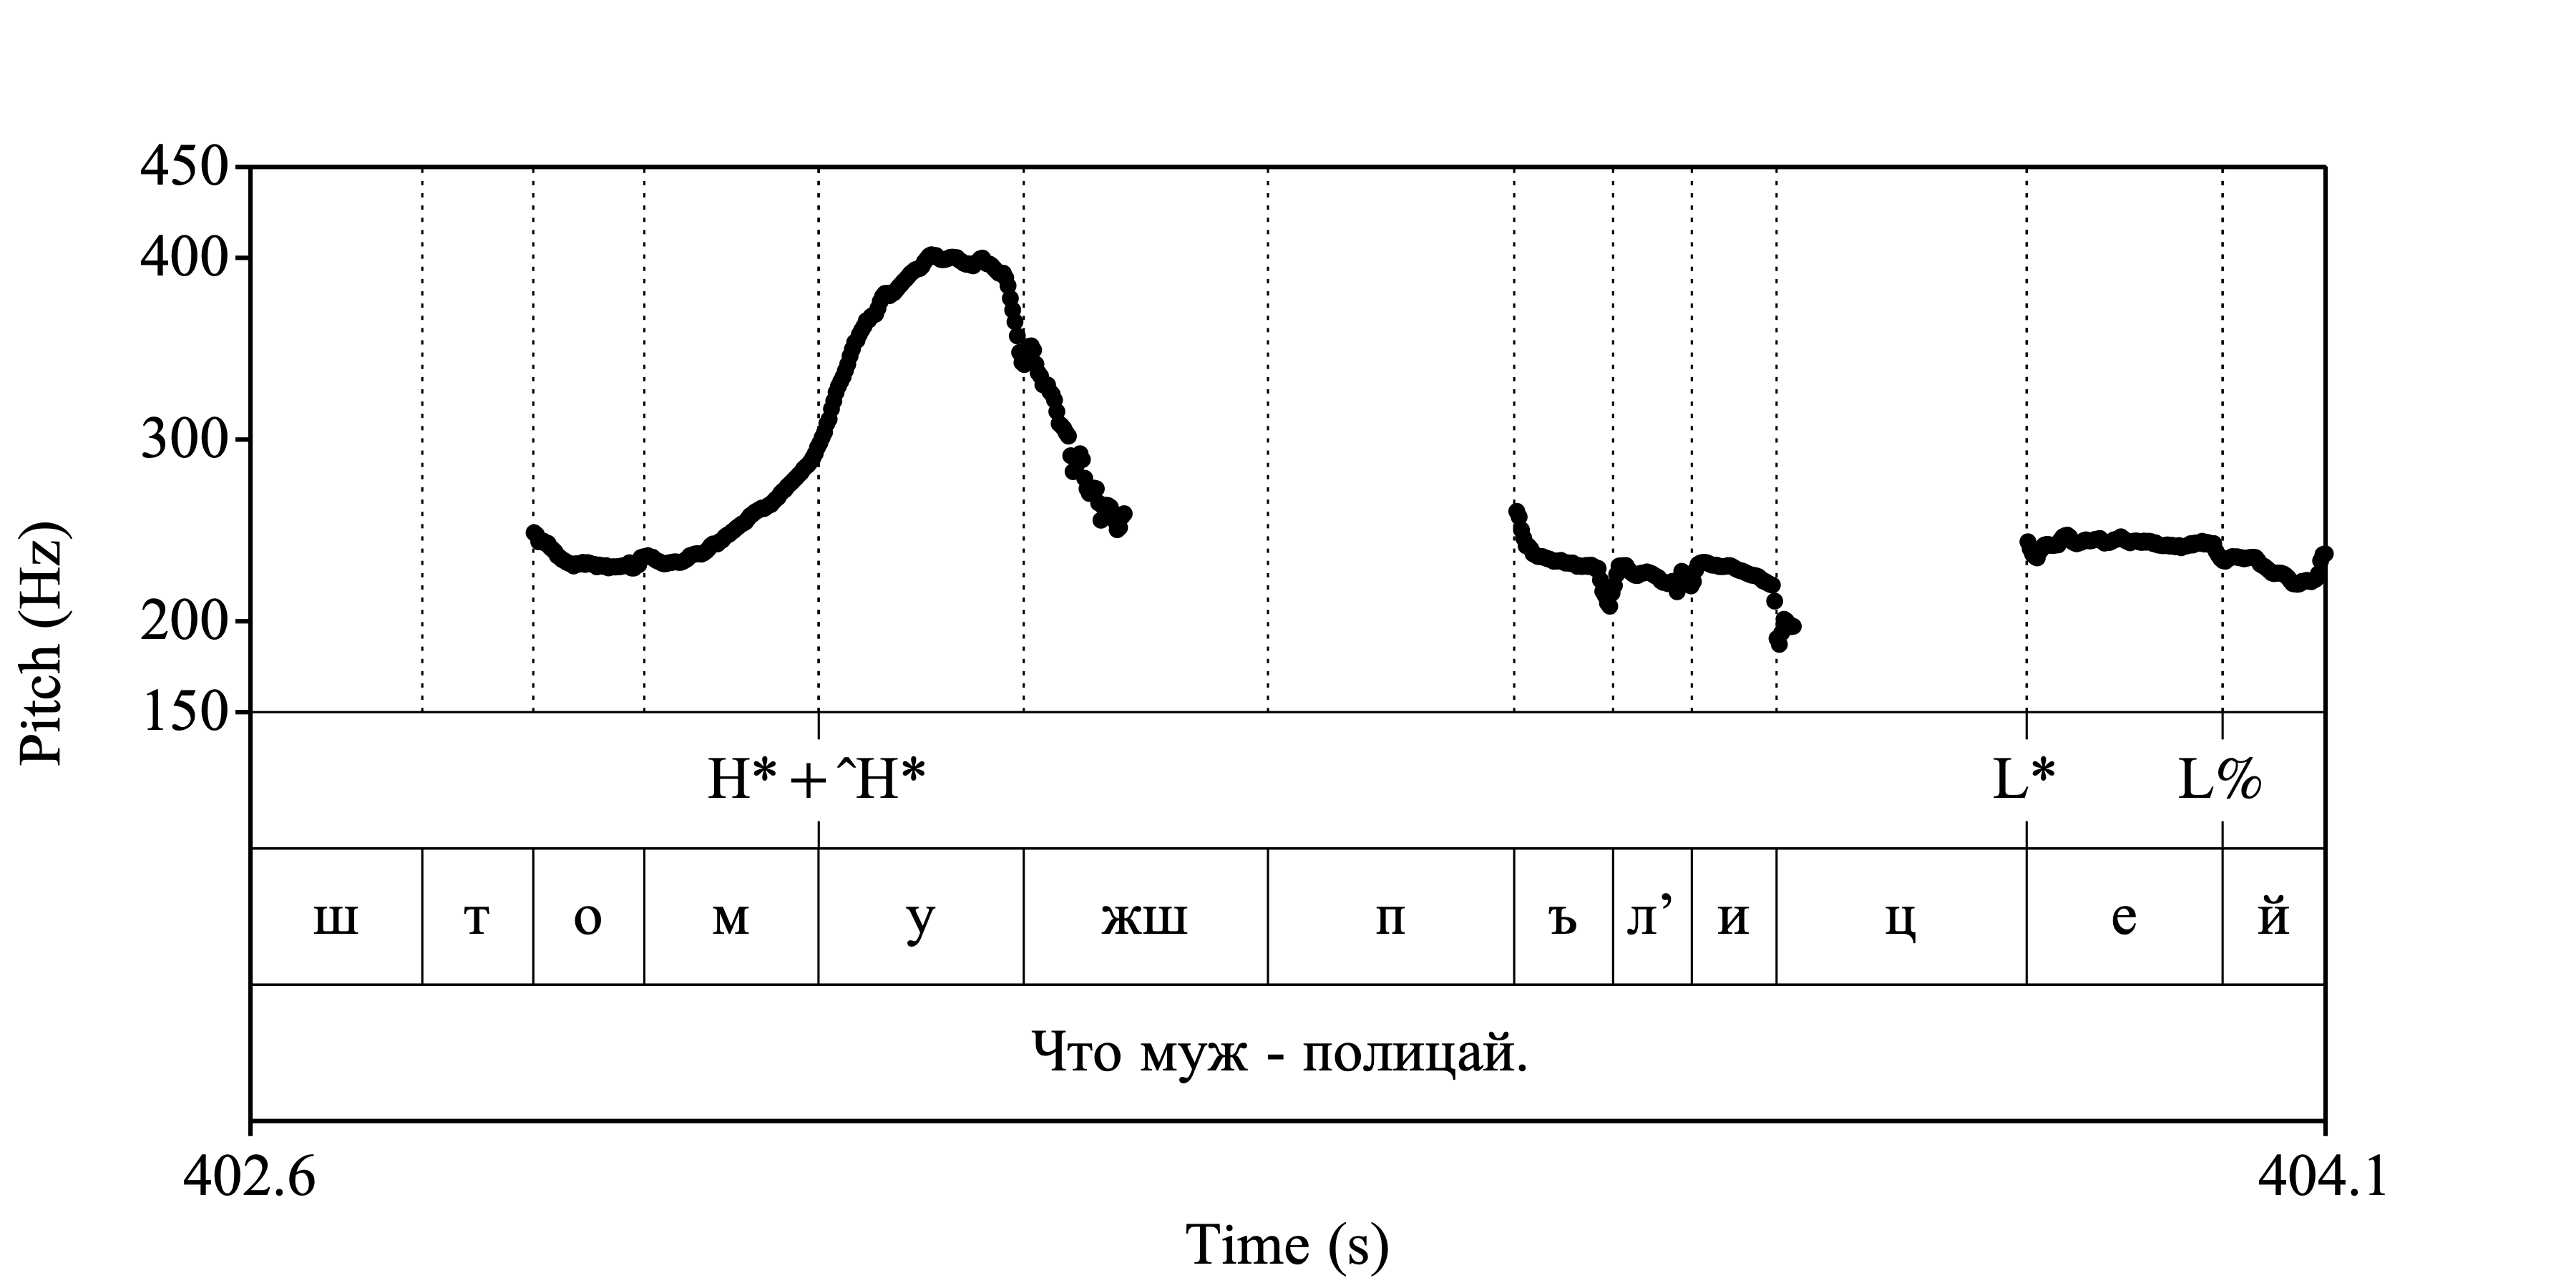 450
400
300
200
150
Pitch (Hz)
H* + ˆH* L* L%
ш т о м у жш п ъ л’ и ц е й
Что муж - полицай.
402.6 404.1
Time (s)